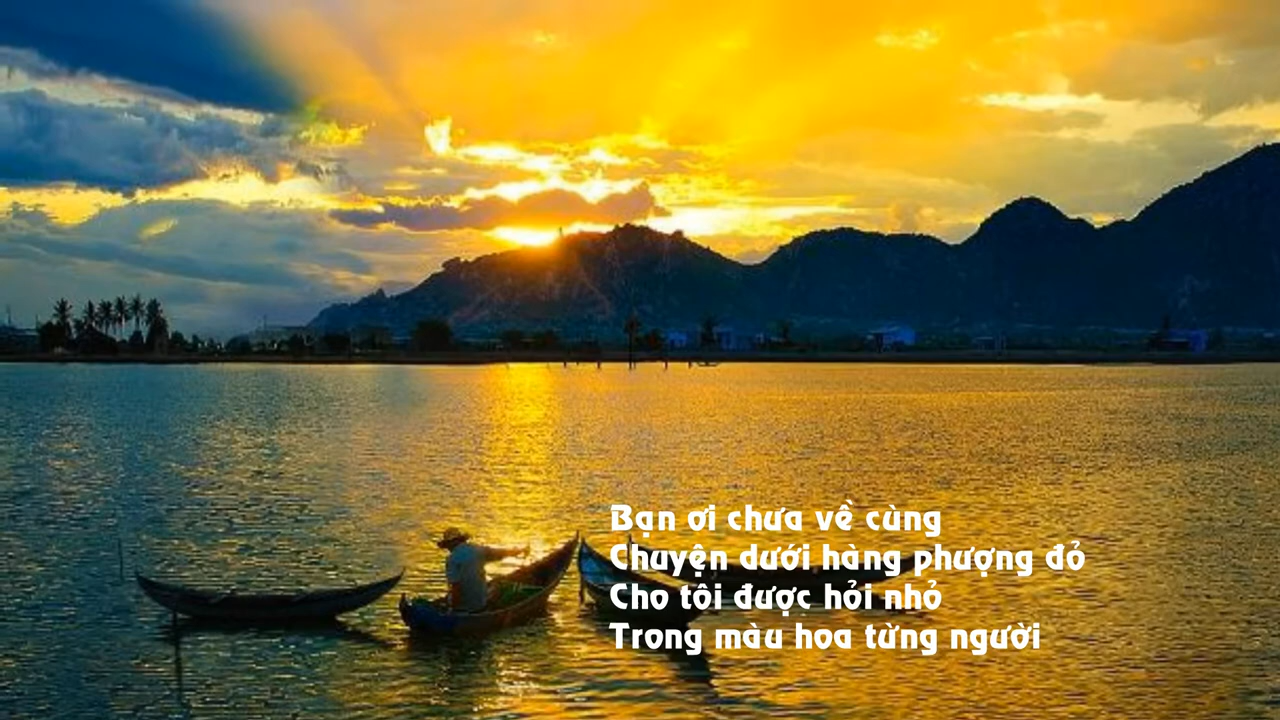 Bạn ơi chưa về cùng
Chuyện dưới hàng phượng đỏ
Cho tôi được hỏi nhỏ
Trong màu hoa từng người